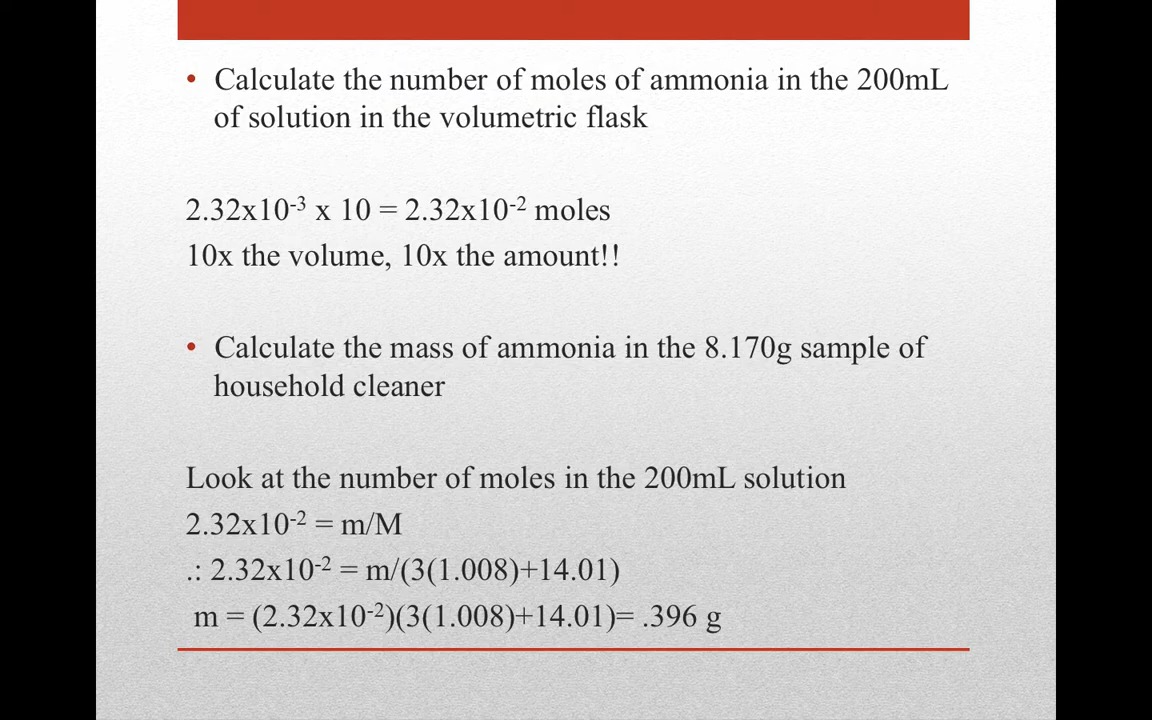 • Calculate the number of moles of ammonia in the 200mL
of solution in the volumetric flask
2.32x10⁻³ x 10 = 2.32x10⁻² moles
10x the volume, 10x the amount!!
• Calculate the mass of ammonia in the 8.170g sample of
household cleaner
Look at the number of moles in the 200mL solution
2.32x10⁻² = m/M
.: 2.32x10⁻² = m/(3(1.008)+14.01)
m = (2.32x10⁻²)(3(1.008)+14.01)= .396 g